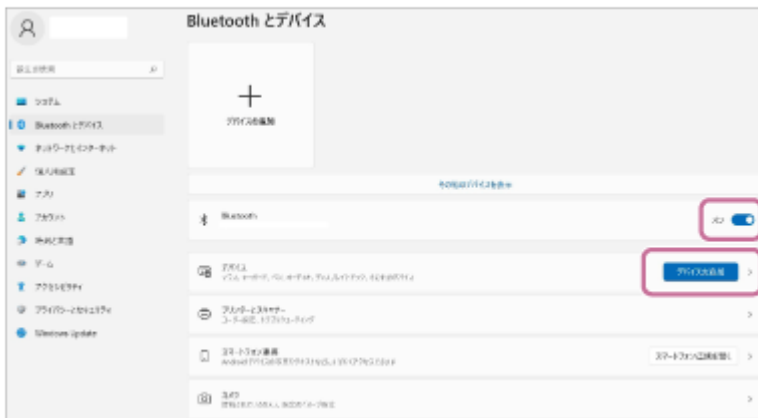 Bluetooth とデバイス
設定の検索
システム
Bluetooth とデバイス
ネットワークとインターネット
個人用設定
アプリ
アカウント
時刻と言語
ゲーム
アクセシビリティ
プライバシーとセキュリティ
Windows Update
デバイスの追加
その他のデバイスを表示
Bluetooth
オン
デバイス
デバイスの追加
プリンターとスキャナー
スマートフォン連携
スマートフォン連携を開く
カメラ